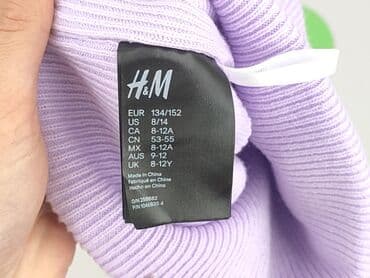 H&M
EUR 134/152
US 8/14
CA 8-12A
CN 53-55
MX 8-12A
AUS 9-12
UK 8-12Y
Made in China
Fabriqué en Chine
Hecho en China